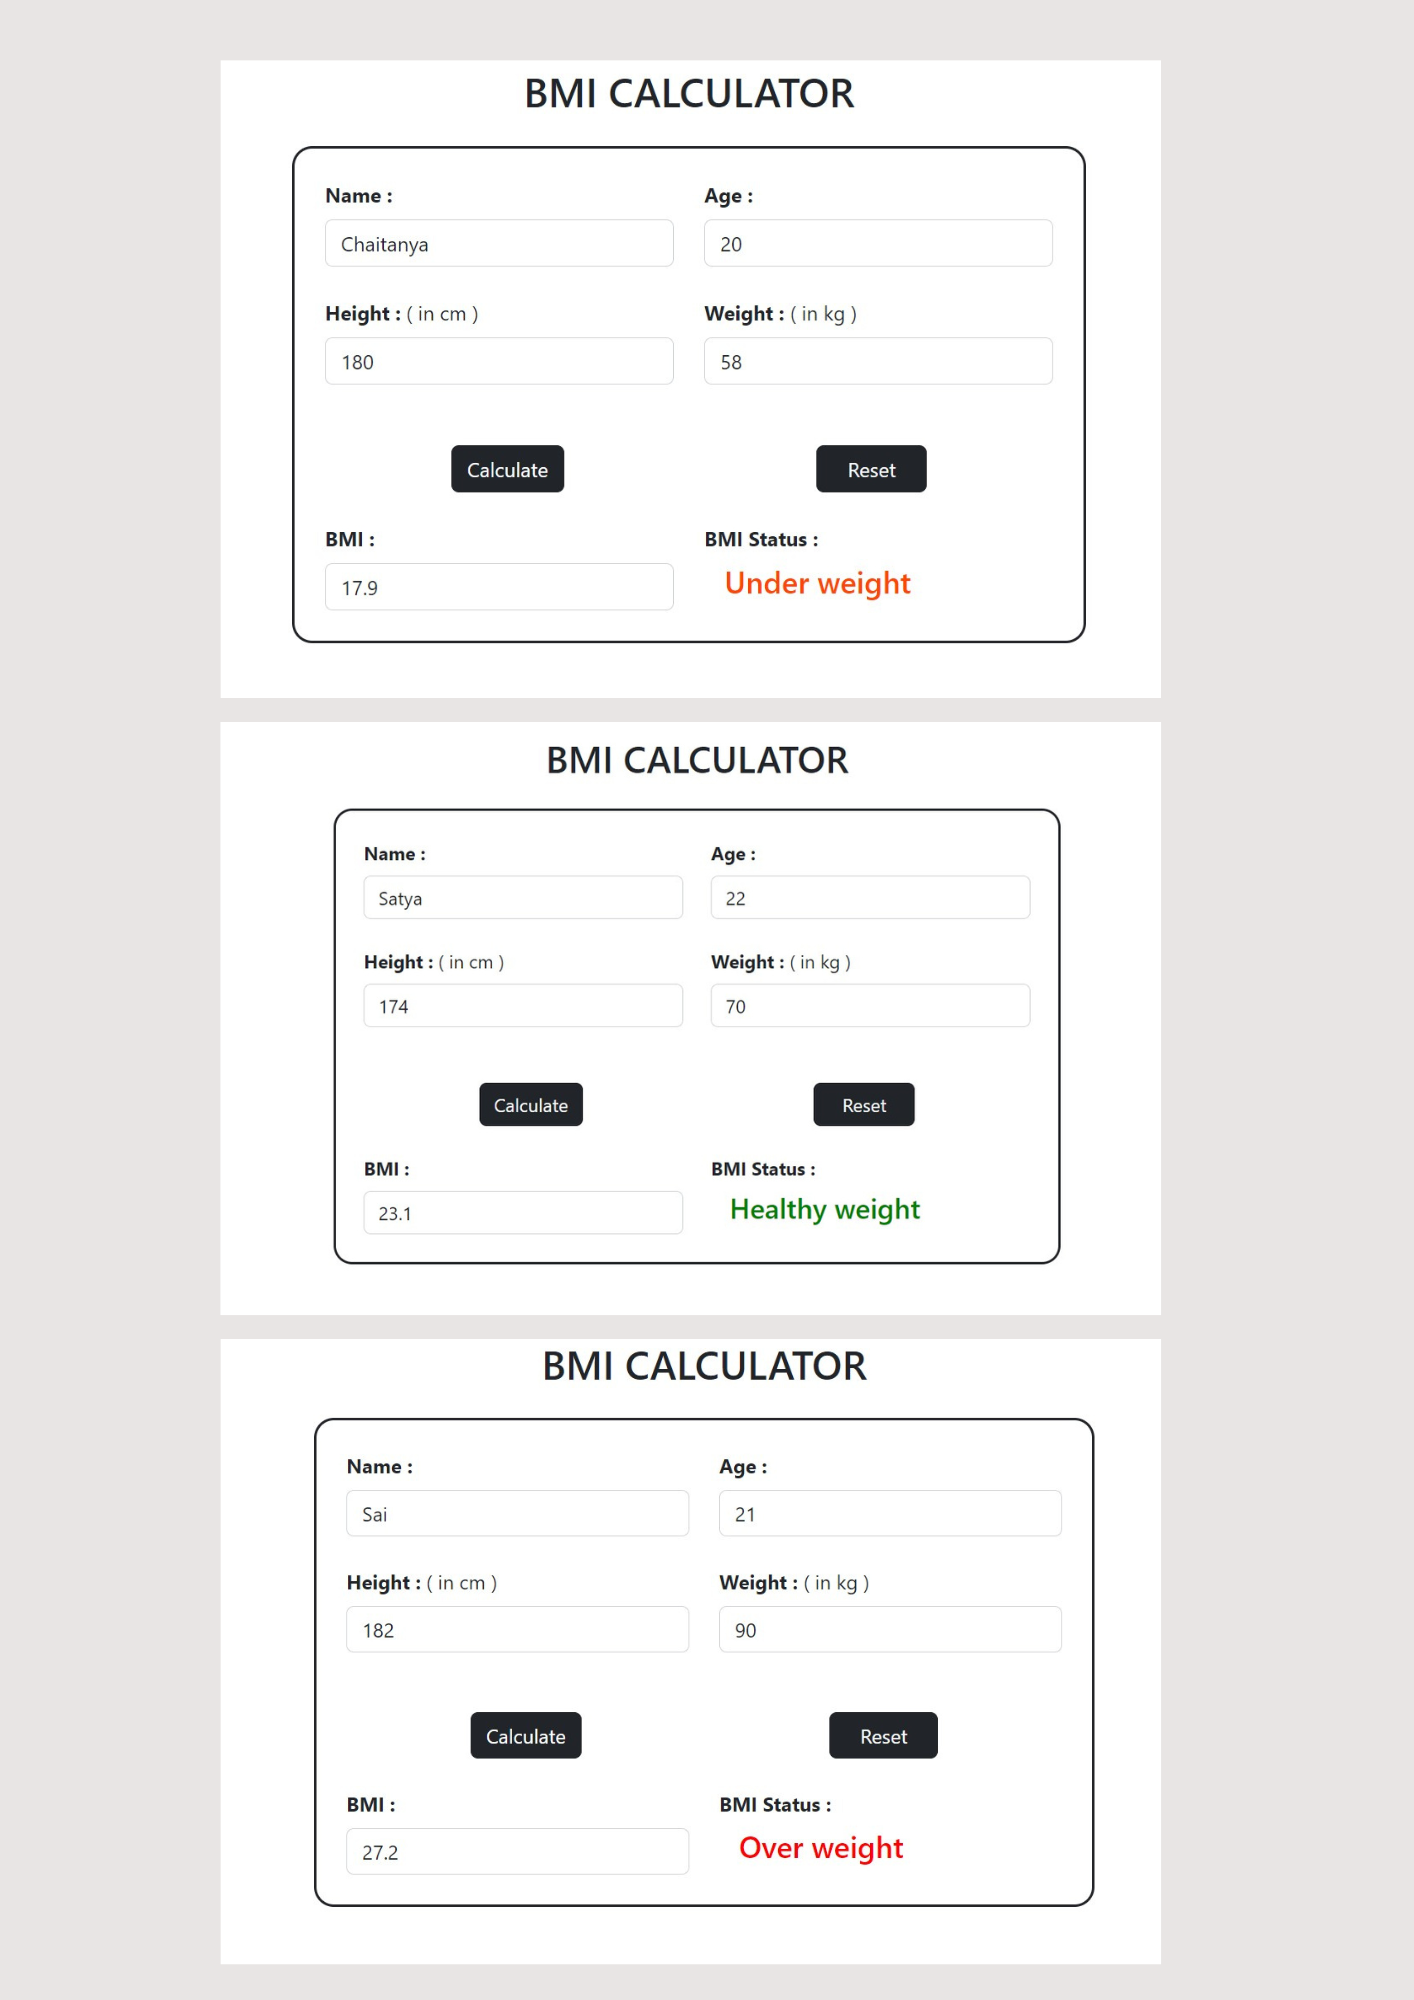 BMI CALCULATOR
Name : Age :
Chaitanya 20
Height : ( in cm ) Weight : ( in kg )
180 58
Calculate Reset
BMI : BMI Status :
17.9 Under weight
BMI CALCULATOR
Name : Age :
Satya 22
Height : ( in cm ) Weight : ( in kg )
174 70
Calculate Reset
BMI : BMI Status :
23.1 Healthy weight
BMI CALCULATOR
Name : Age :
Sai 21
Height : ( in cm ) Weight : ( in kg )
182 90
Calculate Reset
BMI : BMI Status :
27.2 Over weight